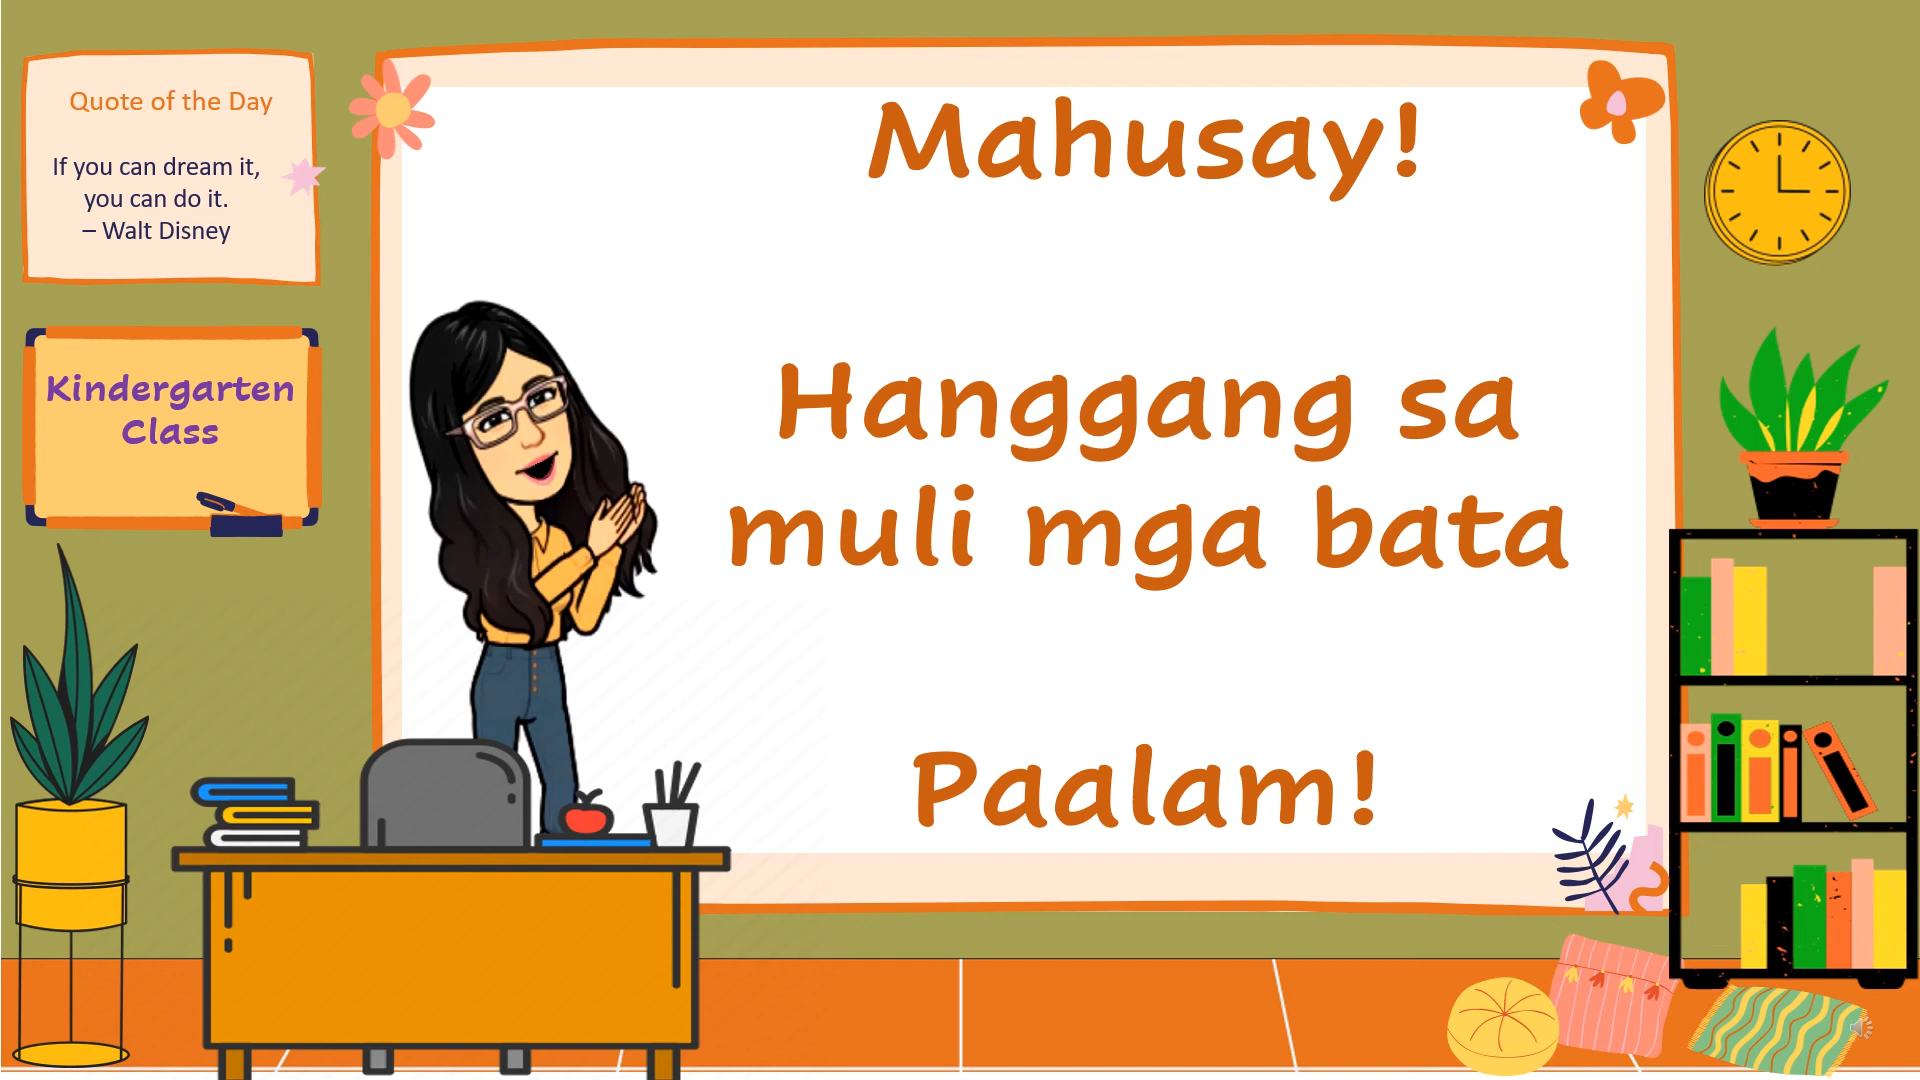 Quote of the Day
If you can dream it,
you can do it.
– Walt Disney
Kindergarten
Class
Mahusay!
Hanggang sa
muli mga bata
Paalam!